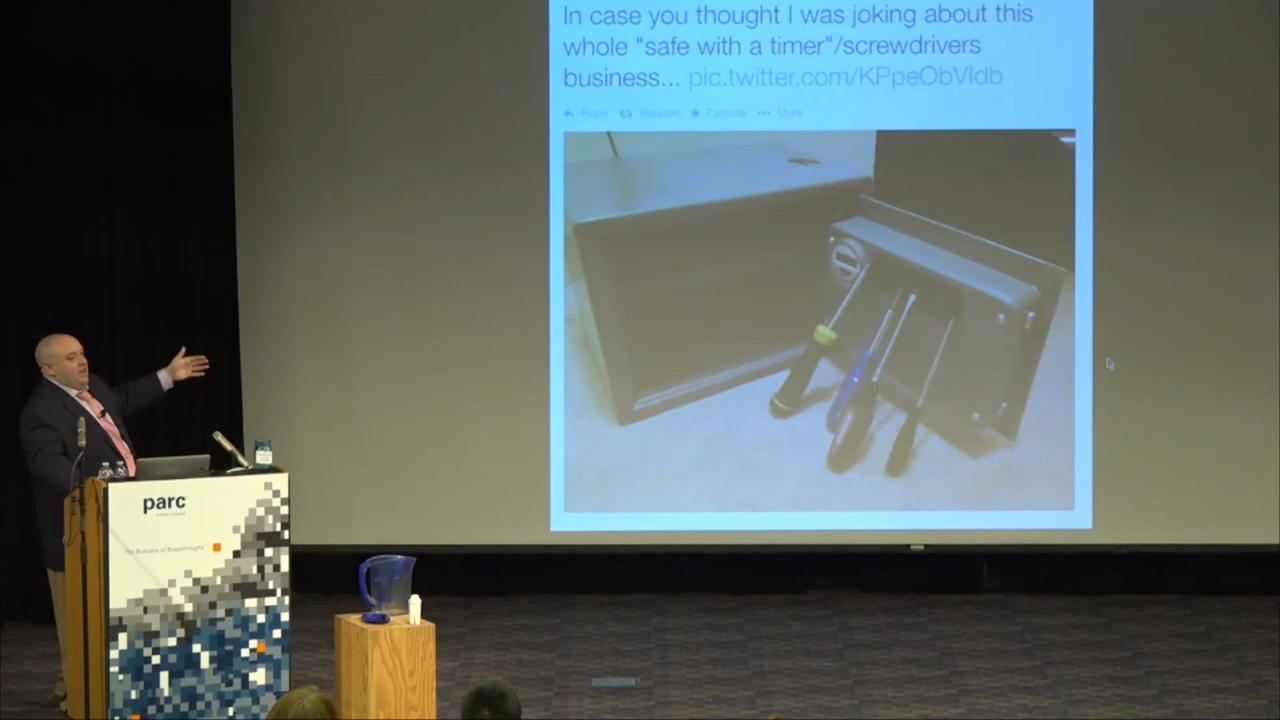 In case you thought I was joking about this
whole "safe with a timer"/screwdrivers
business... pic.twitter.com/KPpeObVIdb
Reply Retweet Favorite More
parc
The Business of Breakthroughs